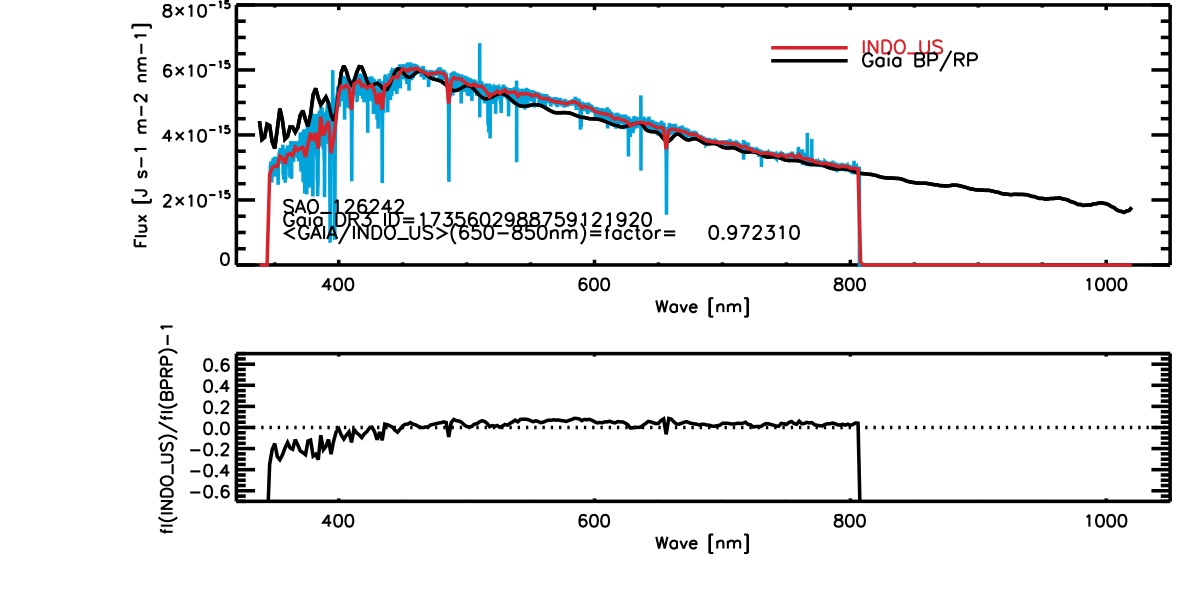 8×10-15
6×10-15
4×10-15
2×10-15
0
Flux [J s-1 m-2 nm-1]
INDO_US
Gaia BP/RP
SAO_126242
Gaia DR3 ID=1735602988759121920
<GAIA/INDO_US>(650-850nm)=factor= 0.972310
400 600 800 1000
Wave [nm]
fl(INDO_US)/fl(BPRP)-1
0.6
0.4
0.2
0.0
-0.2
-0.4
-0.6
400 600 800 1000
Wave [nm]